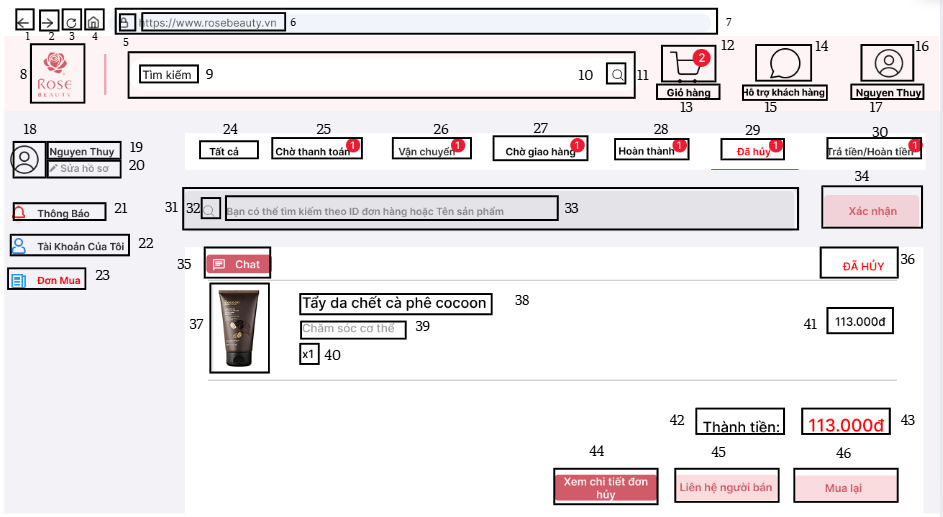 https://www.rosebeauty.vn
6
7
1
2
3
4
5
8
ROSE
BEAUTY
Tìm kiếm
9
10
11
2
12
14
16
Giỏ hàng
Hỗ trợ khách hàng
Nguyen Thuy
13
15
17
18
24
25
26
27
28
29
30
Nguyen Thuy
19
Sửa hồ sơ
20
Tất cả
Chờ thanh toán
1
Vận chuyển
1
Chờ giao hàng
1
Hoàn thành
1
Đã hủy
1
Trả tiền/Hoàn tiền
1
34
Thông Báo
21
31
32
Bạn có thể tìm kiếm theo ID đơn hàng hoặc Tên sản phẩm
33
Xác nhận
Tài Khoản Của Tôi
22
Đơn Mua
23
35
Chat
ĐÃ HỦY
36
37
cocoon
Tẩy da chết cà phê cocoon
38
Chăm sóc cơ thể
39
x1
40
41
113.000đ
42
Thành tiền:
113.000đ
43
44
45
46
Xem chi tiết đơn
hủy
Liên hệ người bán
Mua lại